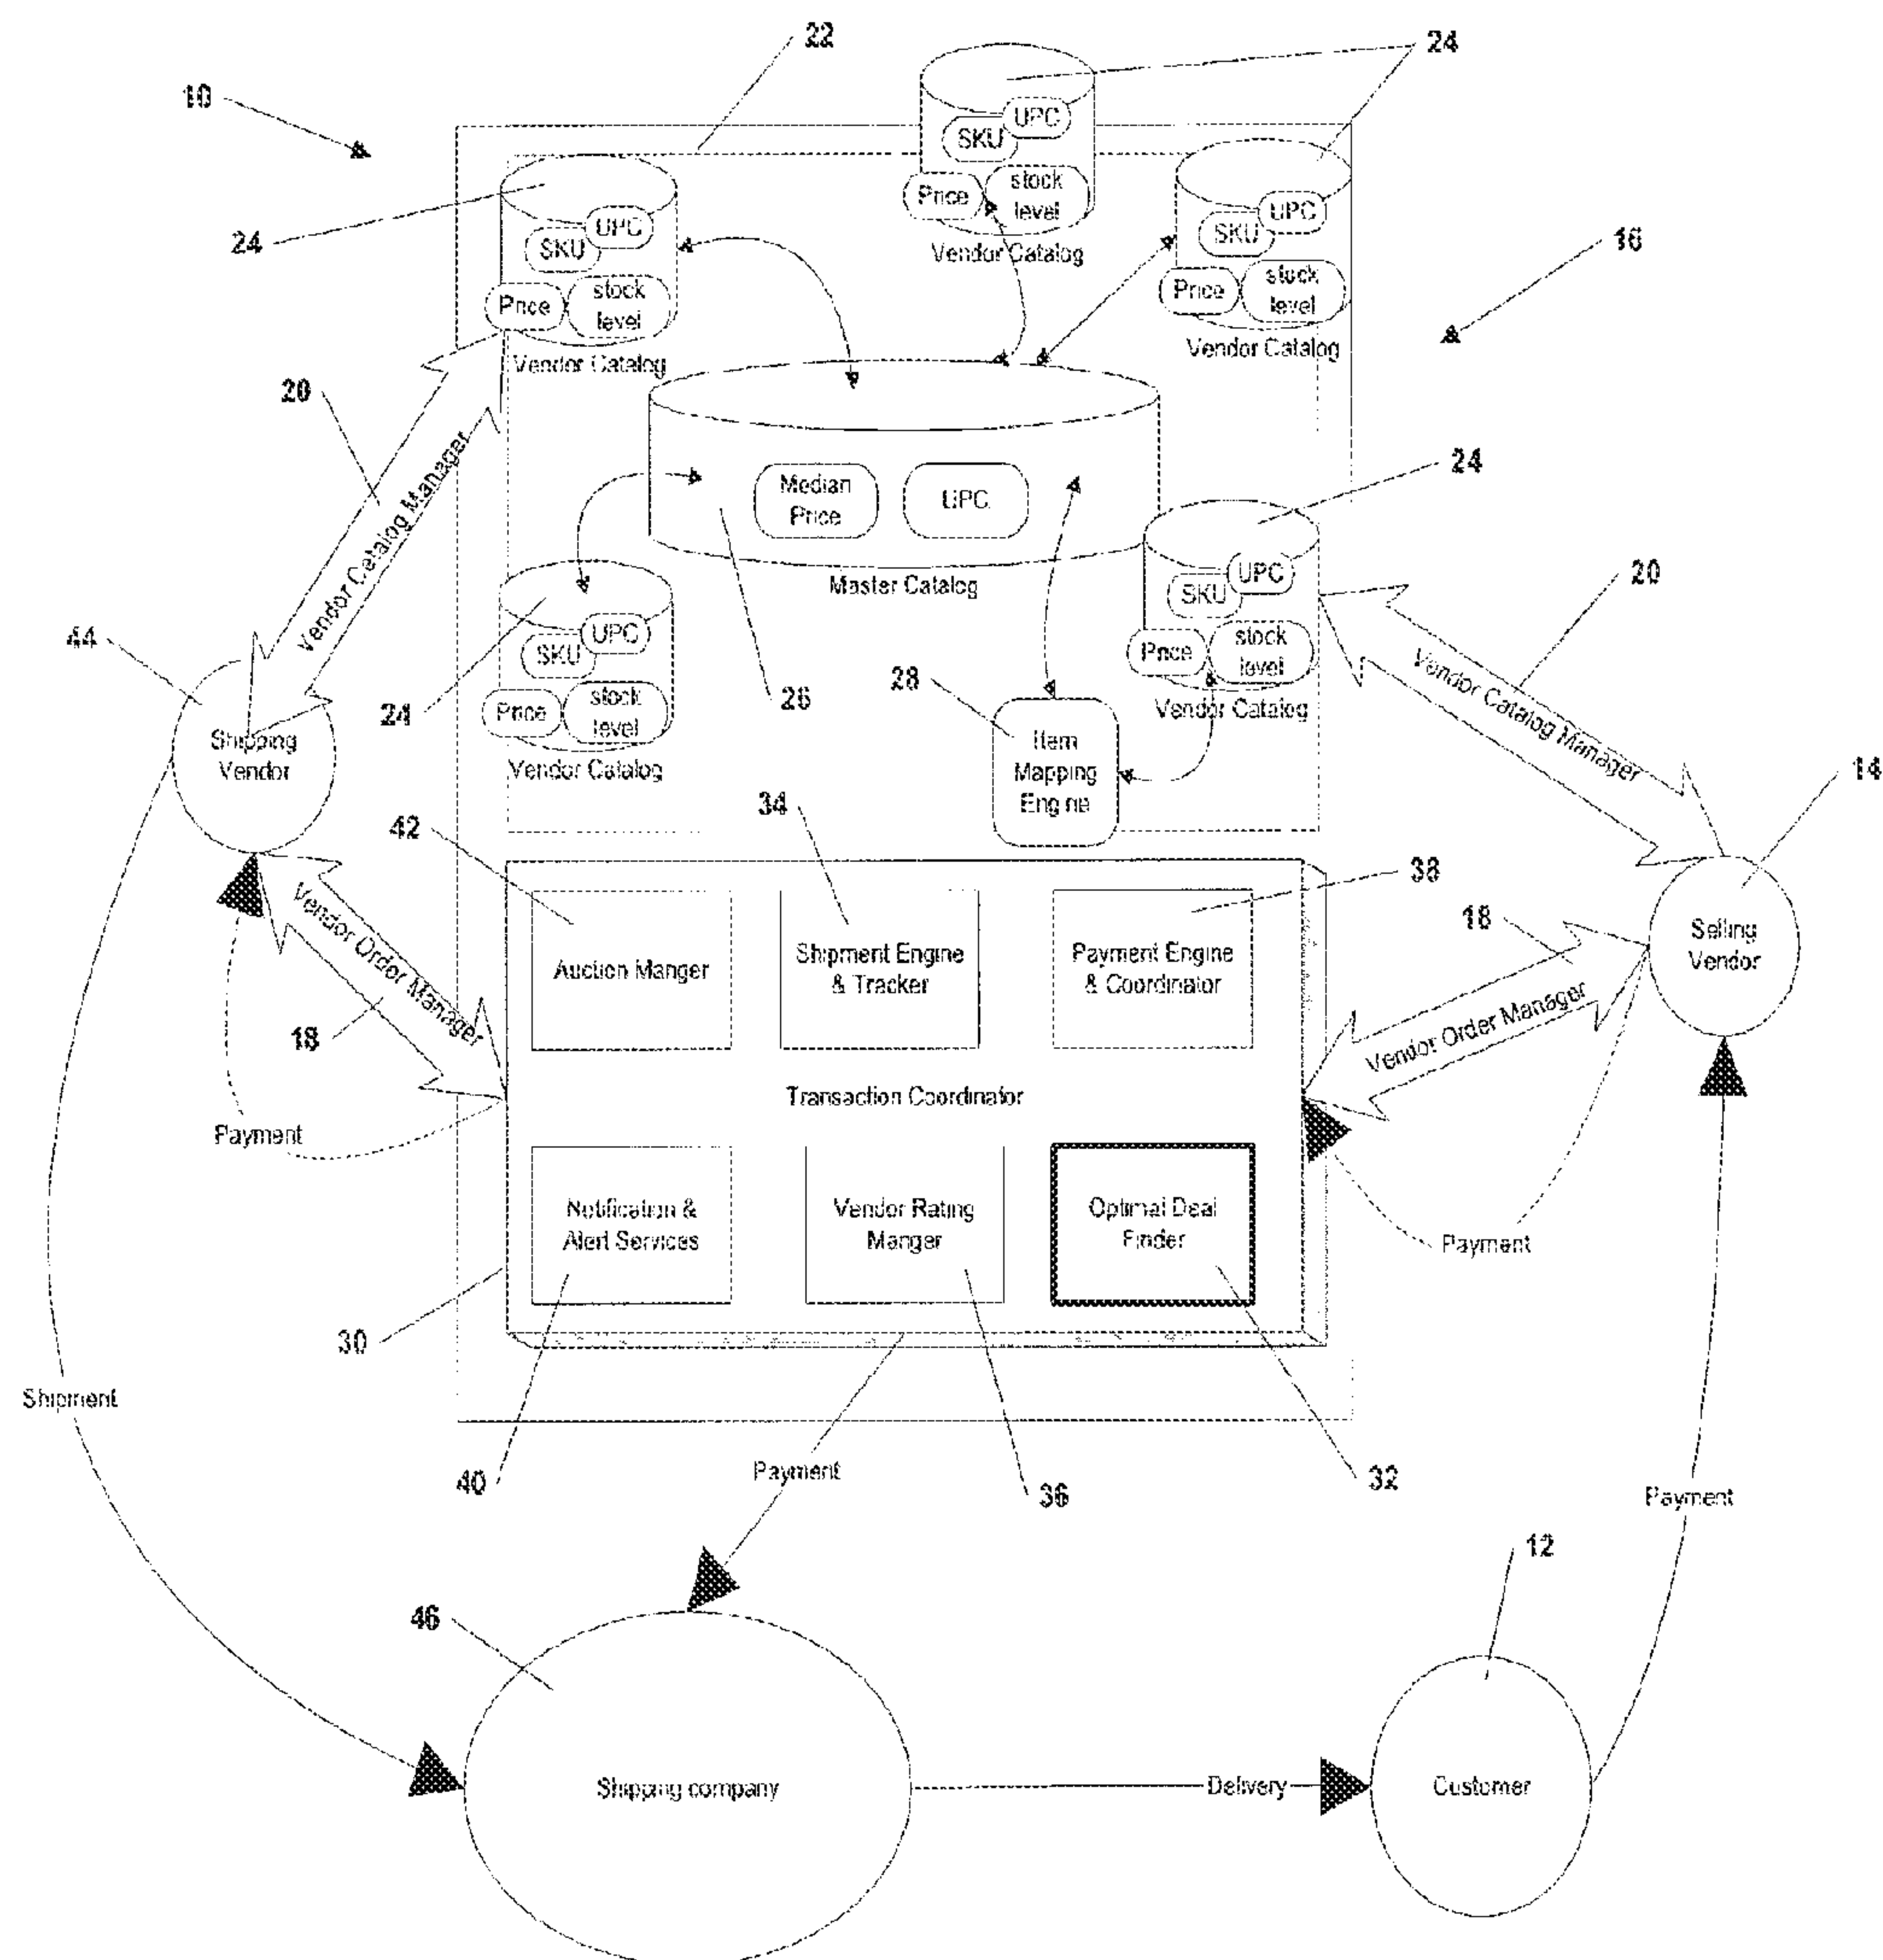 22
24
10
UPC
SKU
Price
stock
level
Vendor Catalog
24
UPC
SKU
Price
stock
level
Vendor Catalog
UPC
SKU
Price
stock
level
Vendor Catalog
16
20
Vendor Catalog Manager
Median
Price
UPC
Master Catalog
24
UPC
SKU
Price
stock
level
Vendor Catalog
20
Vendor Catalog Manager
44
Shipping
Vendor
24
UPC
SKU
Price
stock
level
Vendor Catalog
26
28
Item
Mapping
Engine
14
Selling
Vendor
42
34
38
18
Vendor Order Manager
18
Vendor Order Manager
Auction Manger
Shipment Engine
& Tracker
Payment Engine
& Coordinator
Transaction Coordinator
Payment
Payment
Notification &
Alert Services
Vendor Rating
Manger
Optimal Deal
Finder
30
Shipment
40
Payment
36
32
Payment
12
46
Shipping company
Delivery
Customer